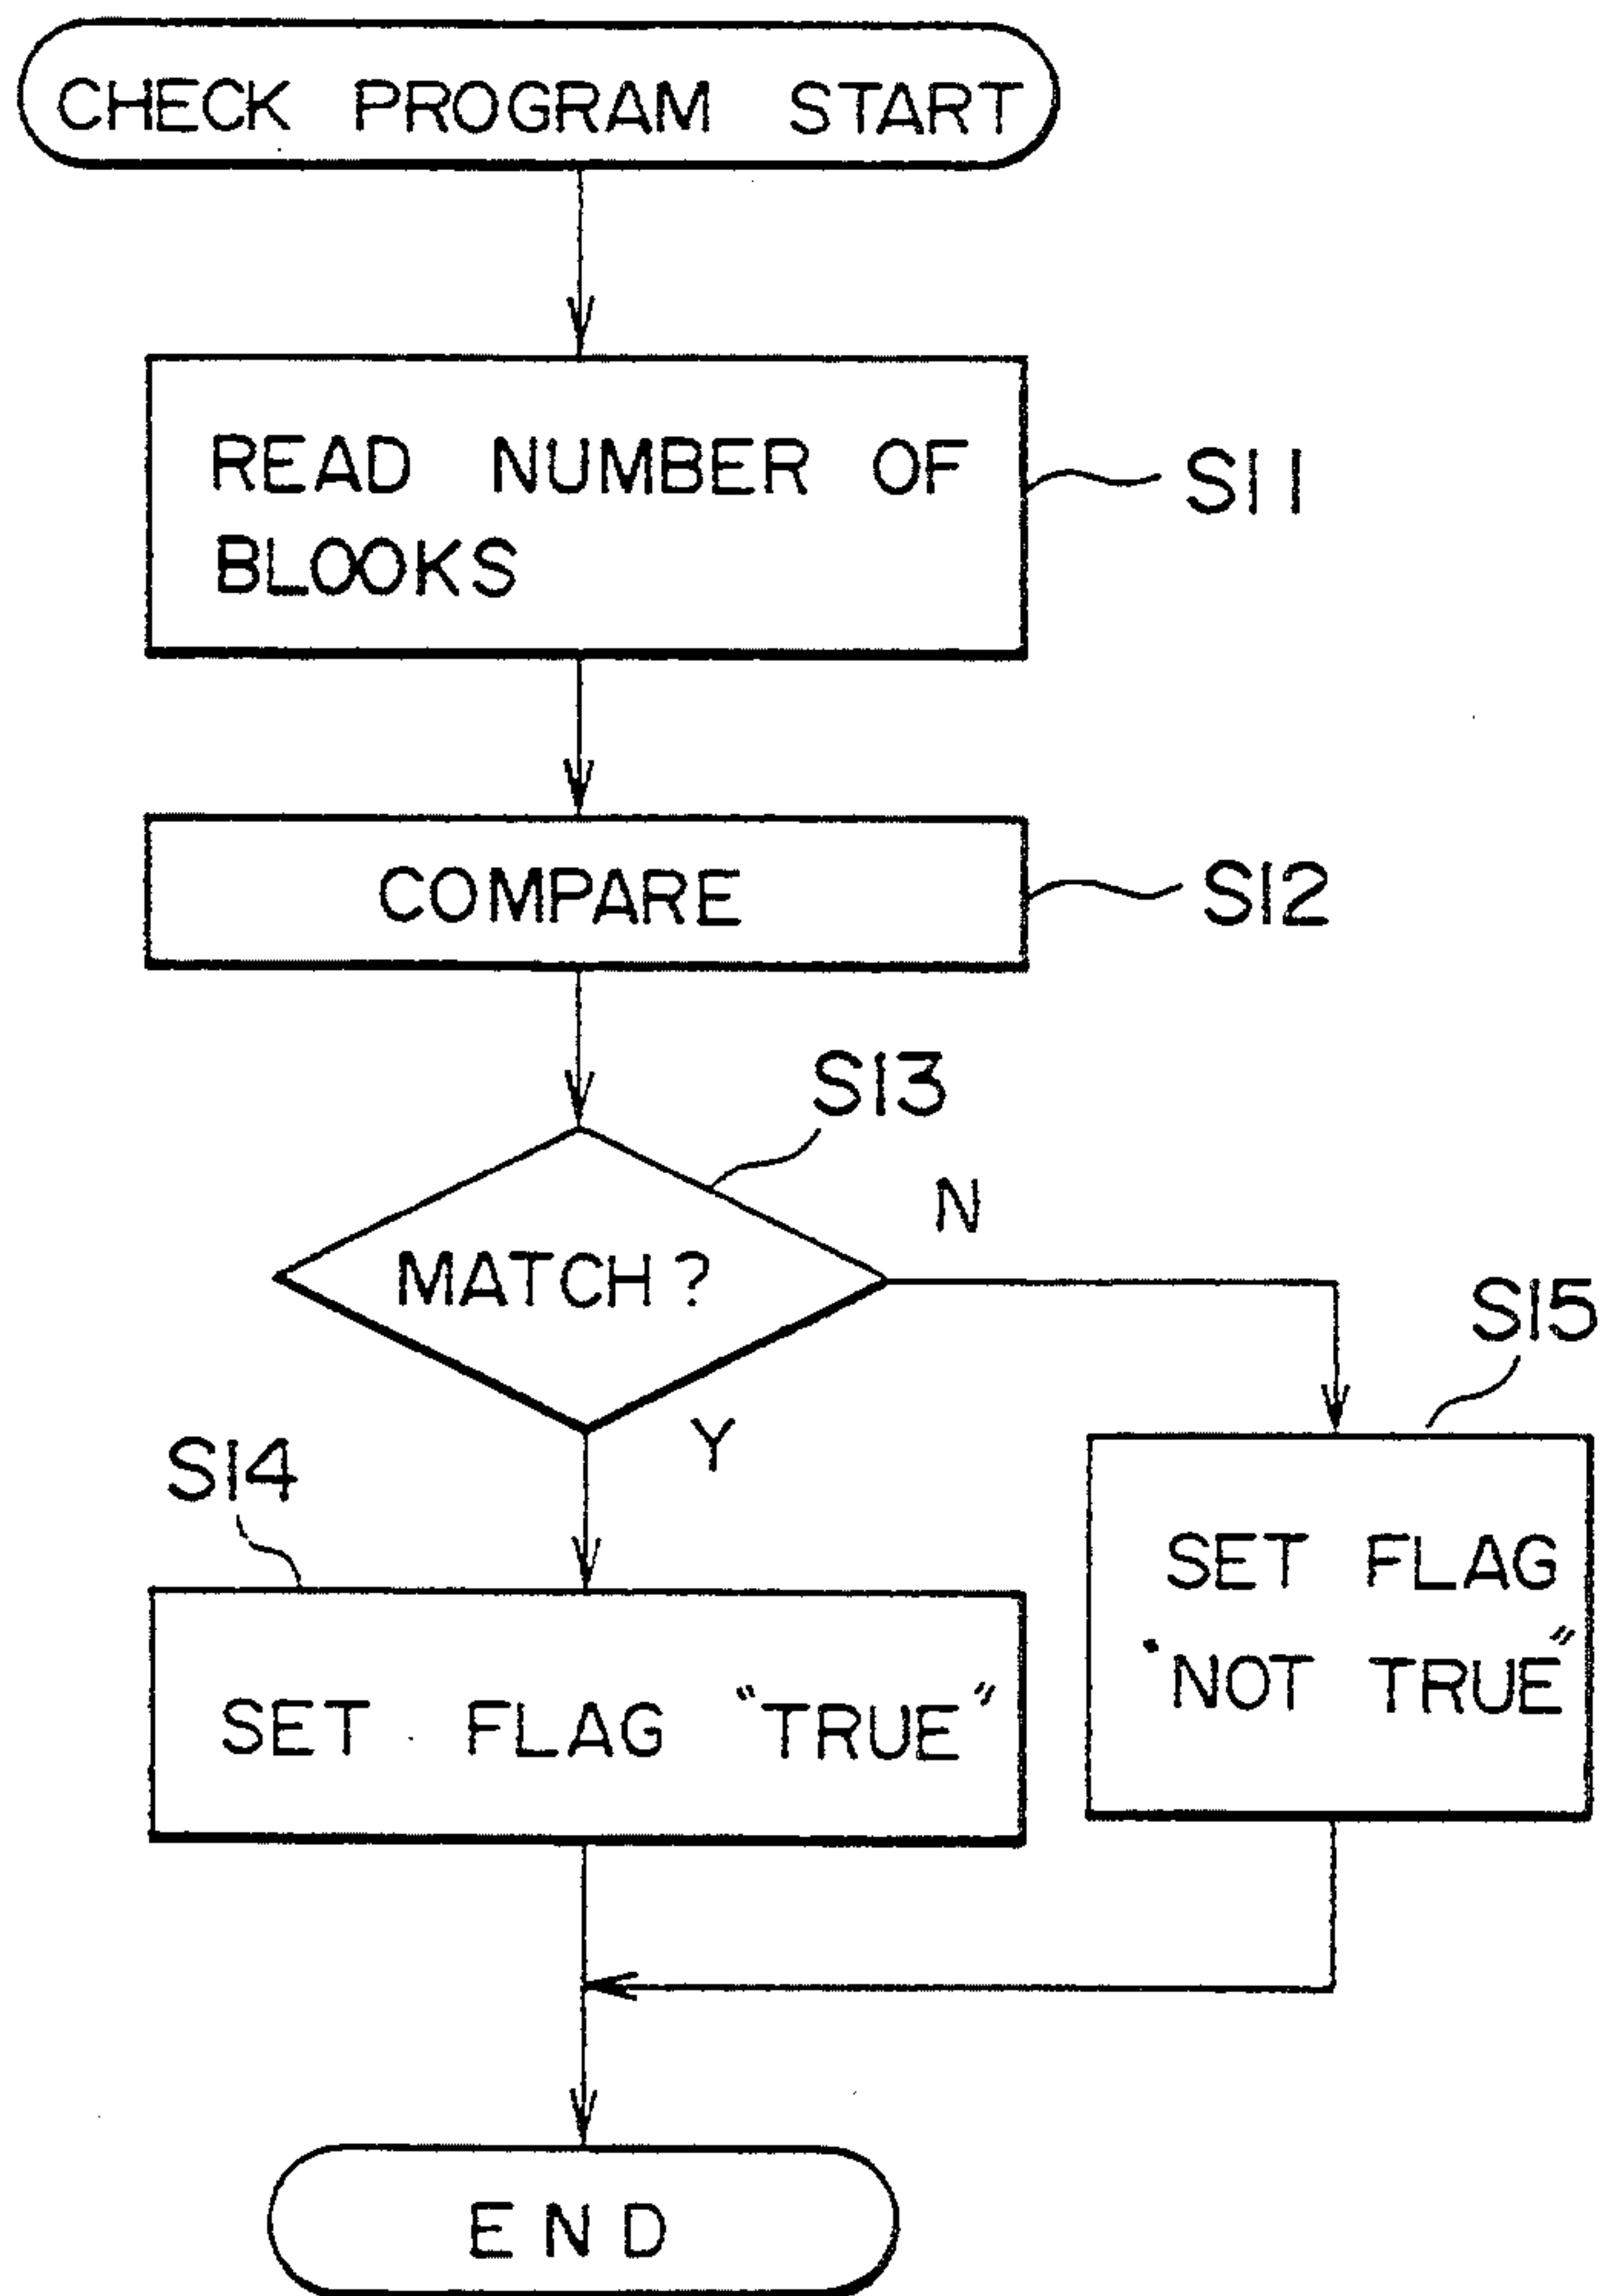 CHECK PROGRAM START
READ NUMBER OF
BLOOKS
S11
COMPARE
S12
S13
MATCH?
N
Y
S15
S14
SET FLAG
"NOT TRUE"
SET FLAG "TRUE"
END